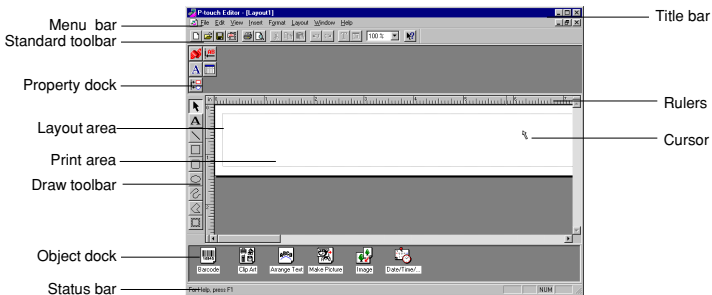 P-touch Editor - [Layout1]
Title bar
Menu bar
File Edit View Insert Format Layout Window Help
Standard toolbar
100 %
Property dock
Rulers
Layout area
Cursor
Print area
Draw toolbar
Object dock
Barcode Clip Art Arrange Text Make Picture Image Date/Time/...
Status bar
For Help, press F1
NUM